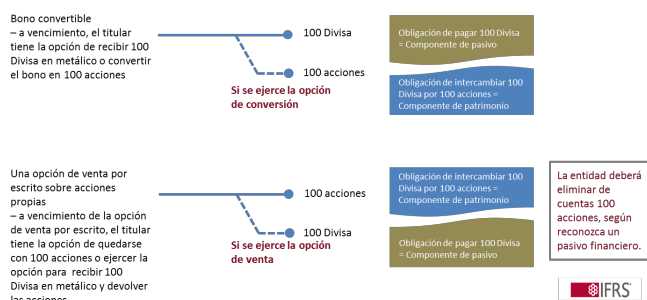 Bono convertible
– a vencimiento, el titular
tiene la opción de recibir 100
Divisa en metálico o convertir
el bono en 100 acciones
100 Divisa
100 acciones
Si se ejerce la opción
de conversión
Obligación de pagar 100 Divisa
= Componente de pasivo
Obligación de intercambiar 100
Divisa por 100 acciones =
Componente de patrimonio
Una opción de venta por
escrito sobre acciones
propias
– a vencimiento de la opción
de venta por escrito, el titular
tiene la opción de quedarse
con 100 acciones o ejercer la
opción para recibir 100
Divisa en metálico y devolver
las acciones
100 acciones
100 Divisa
Si se ejerce la opción
de venta
Obligación de intercambiar 100
Divisa por 100 acciones =
Componente de patrimonio
Obligación de pagar 100 Divisa
= Componente de pasivo
La entidad deberá
eliminar de
cuentas 100
acciones, según
reconozca un
pasivo financiero.
IFRS